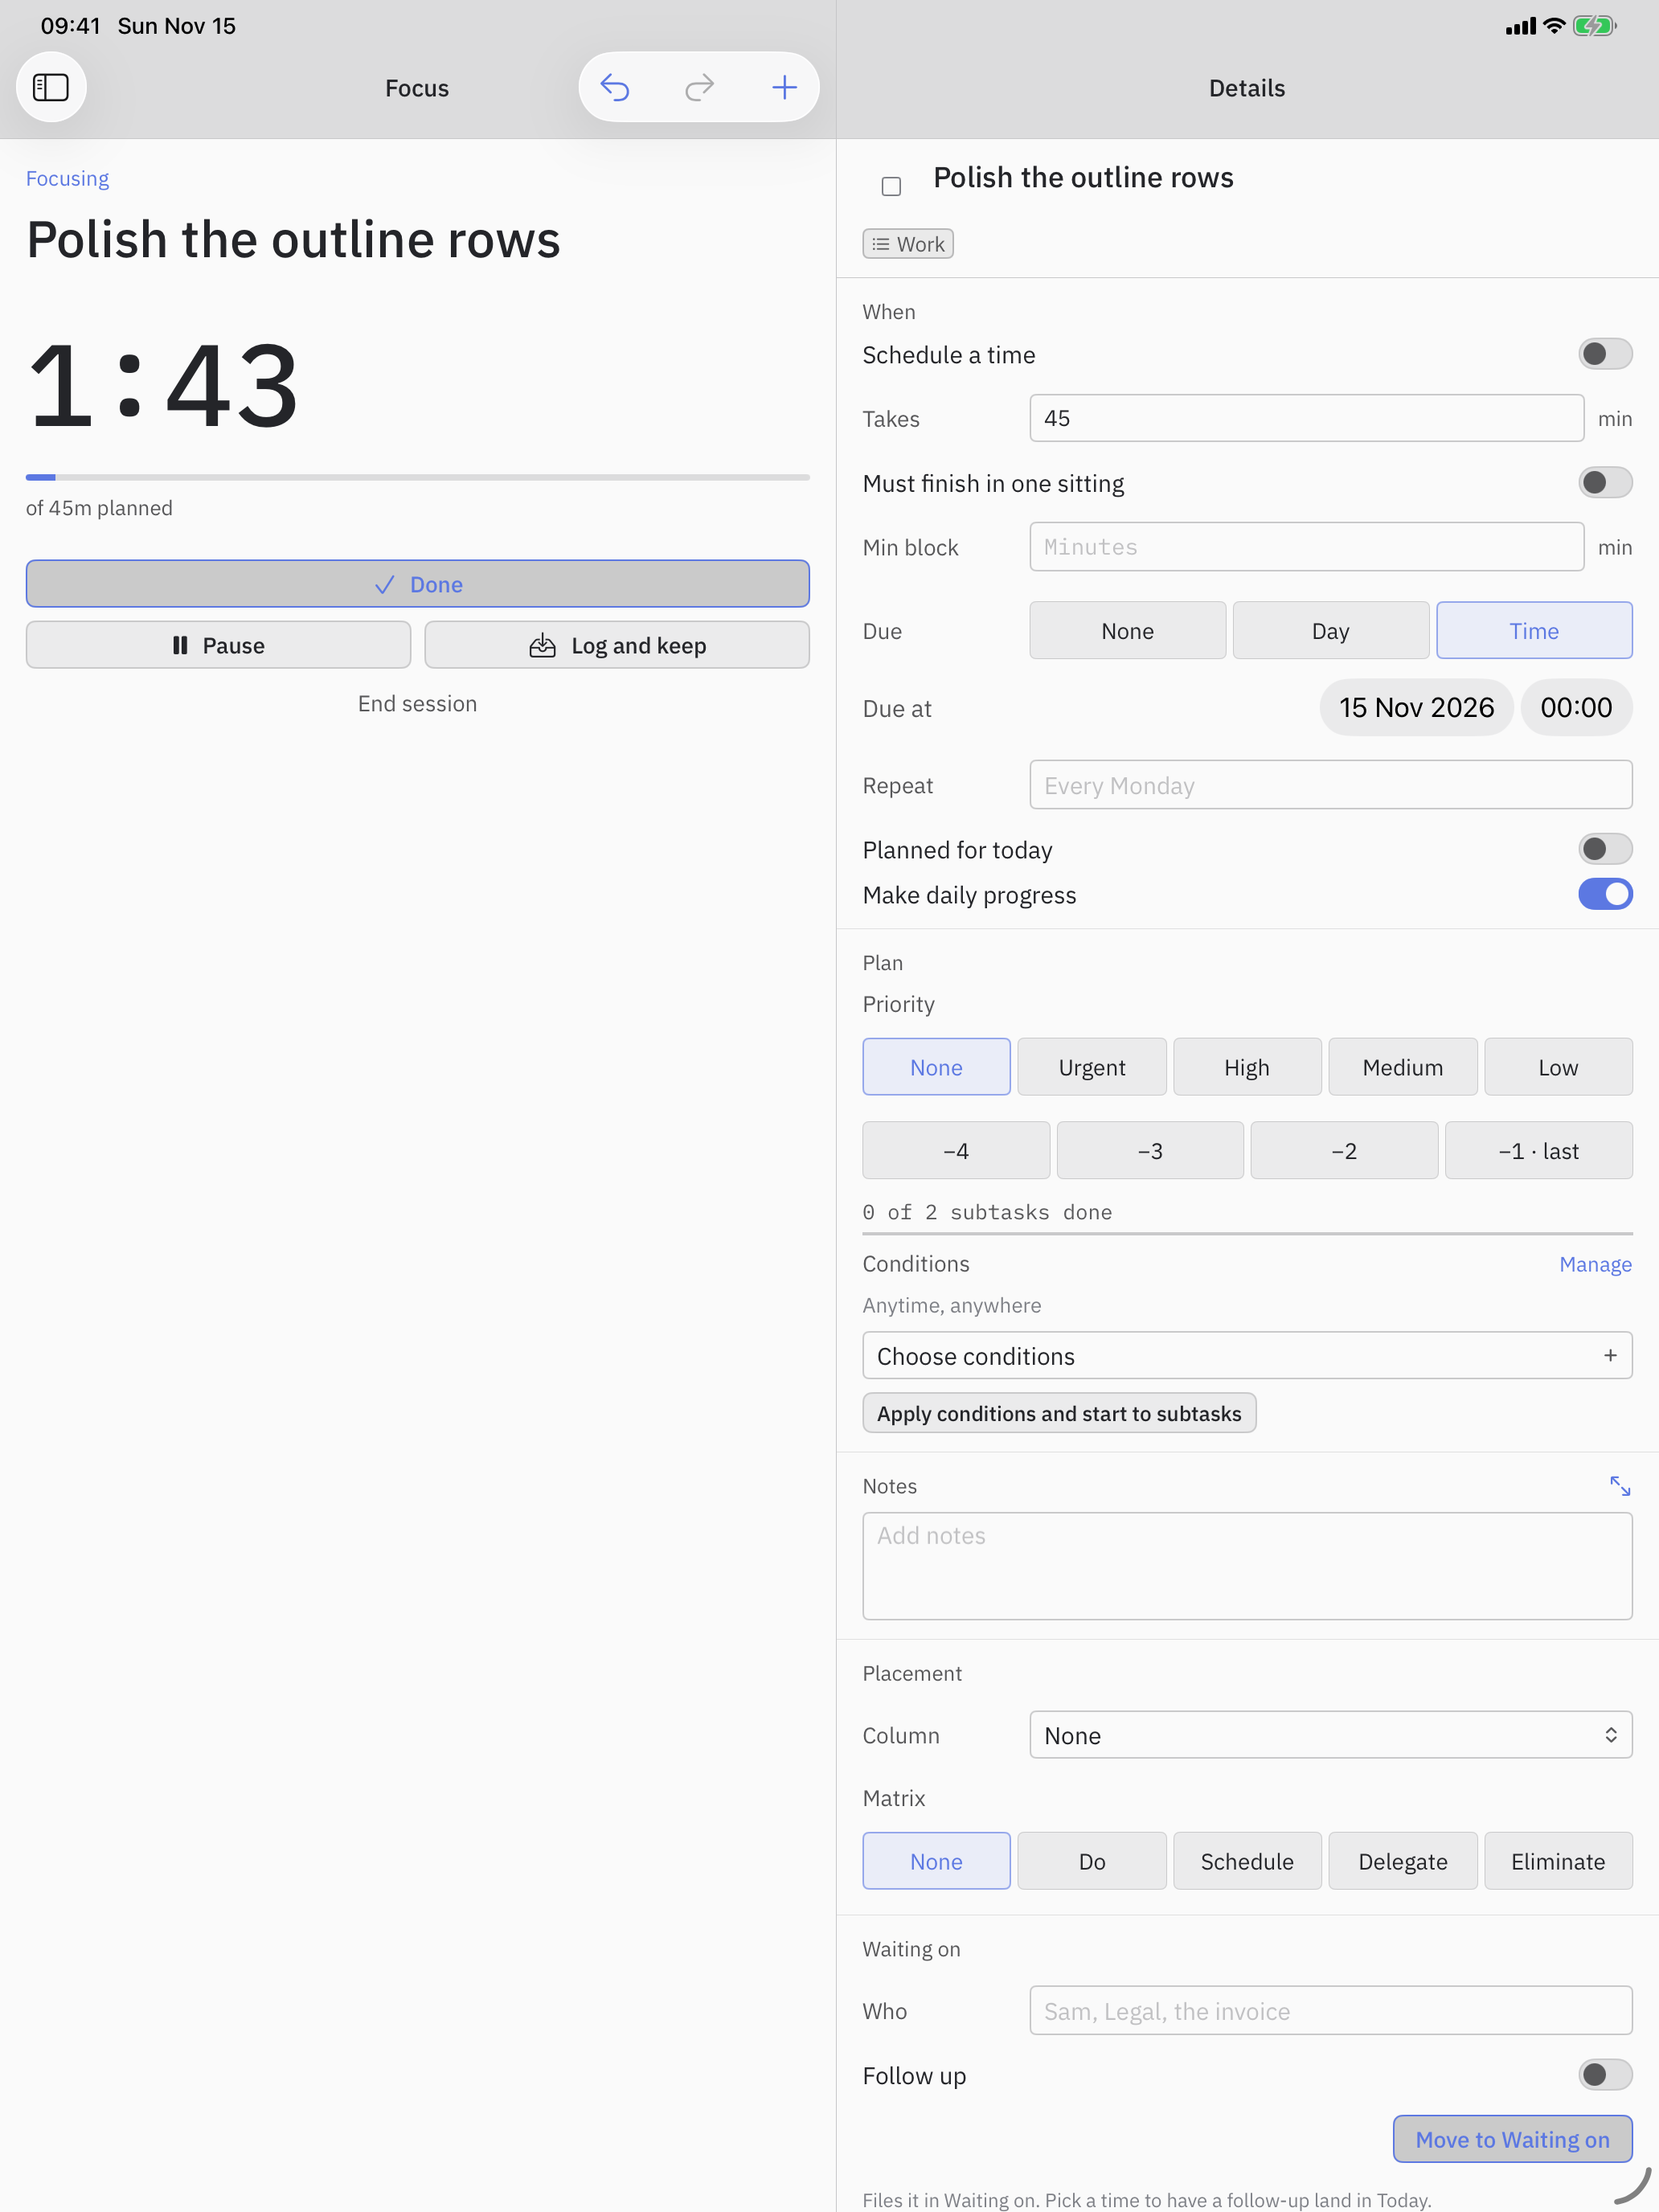 09:41 Sun Nov 15
Focus
Details
Focusing
Polish the outline rows
1:43
of 45m planned
Done
Pause
Log and keep
End session
Polish the outline rows
Work
When
Schedule a time
Takes 45 min
Must finish in one sitting
Min block Minutes min
Due None Day Time
Due at 15 Nov 2026 00:00
Repeat Every Monday
Planned for today
Make daily progress
Plan
Priority
None Urgent High Medium Low
−4 −3 −2 −1 · last
0 of 2 subtasks done
Conditions Manage
Anytime, anywhere
Choose conditions +
Apply conditions and start to subtasks
Notes
Add notes
Placement
Column None
Matrix
None Do Schedule Delegate Eliminate
Waiting on
Who Sam, Legal, the invoice
Follow up
Move to Waiting on
Files it in Waiting on. Pick a time to have a follow-up land in Today.